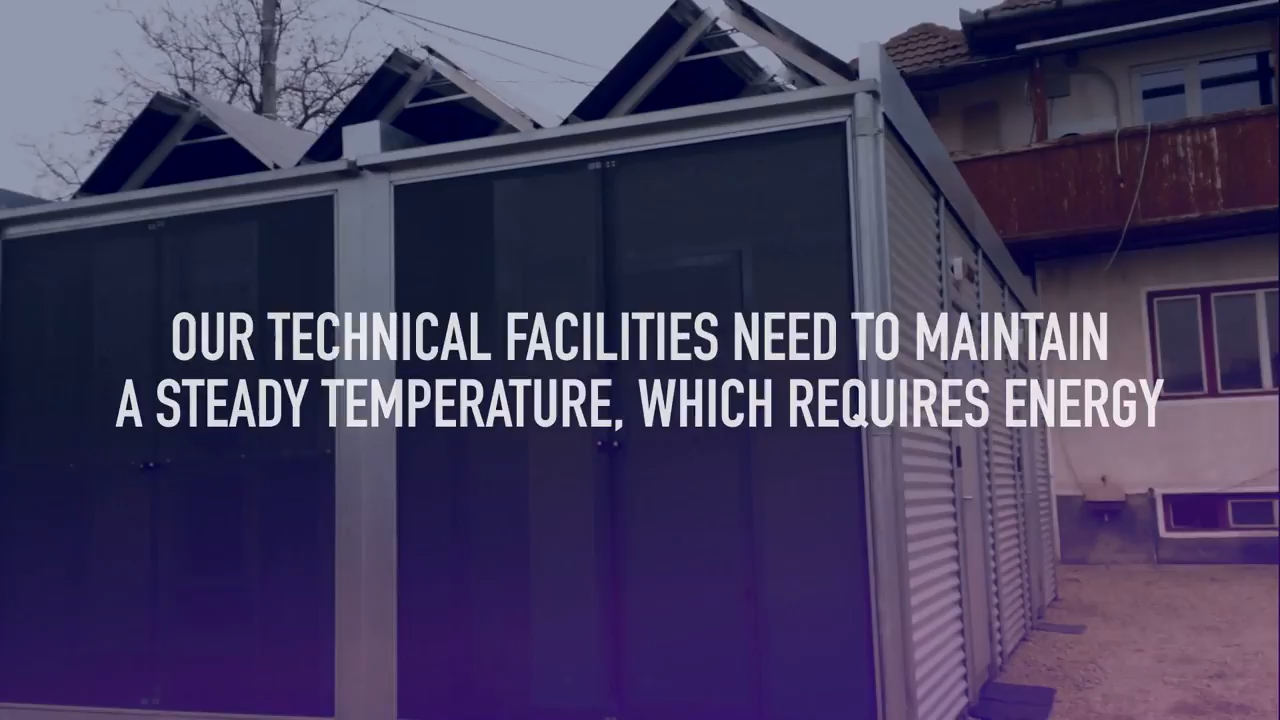 OUR TECHNICAL FACILITIES NEED TO MAINTAIN
A STEADY TEMPERATURE, WHICH REQUIRES ENERGY